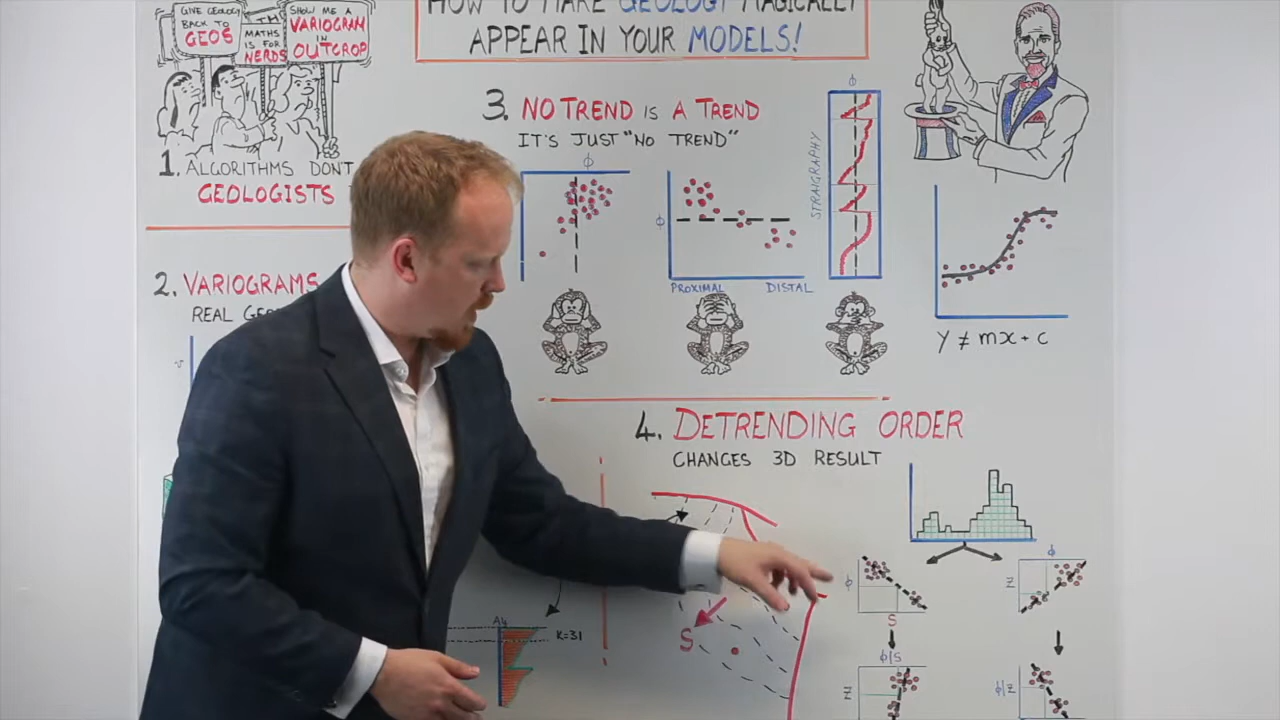 HOW TO MAKE GEOLOGY MAGICALLY
APPEAR IN YOUR MODELS!
GIVE GEOLOGY
BACK TO
GEOS
MATHS
IS FOR
NERDS
SHOW ME A
VARIOGRAM
IN
OUTCROP
1. ALGORITHMS DON'T
GEOLOGISTS
2. VARIOGRAMS
REAL
3. NO TREND IS A TREND
IT'S JUST "NO TREND"
φ
φ
PROXIMAL DISTAL
φ
STRAIGRAPHY
Y ≠ mx + c
4. DETRENDING ORDER
CHANGES 3D RESULT
K=31
S
φ
S
φ|S
Z
φ
Z
φ|Z